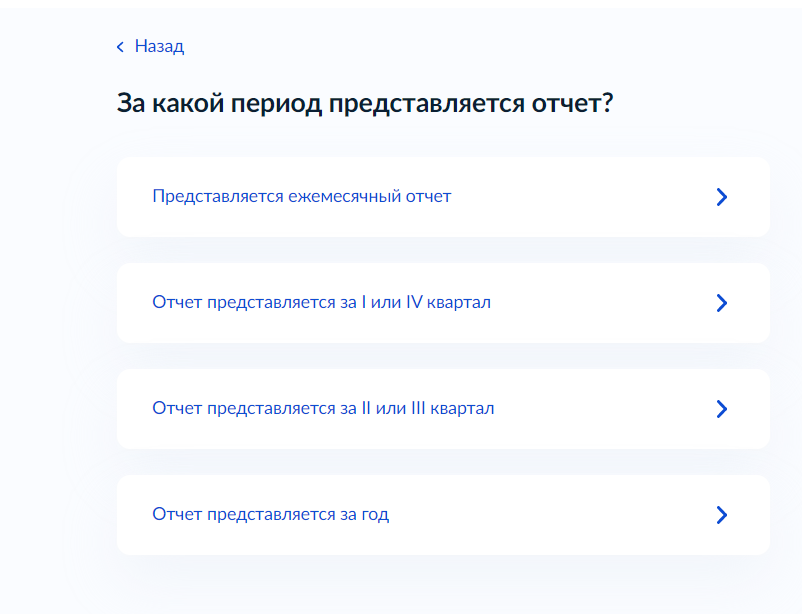 Назад
За какой период представляется отчет?
Представляется ежемесячный отчет
Отчет представляется за I или IV квартал
Отчет представляется за II или III квартал
Отчет представляется за год